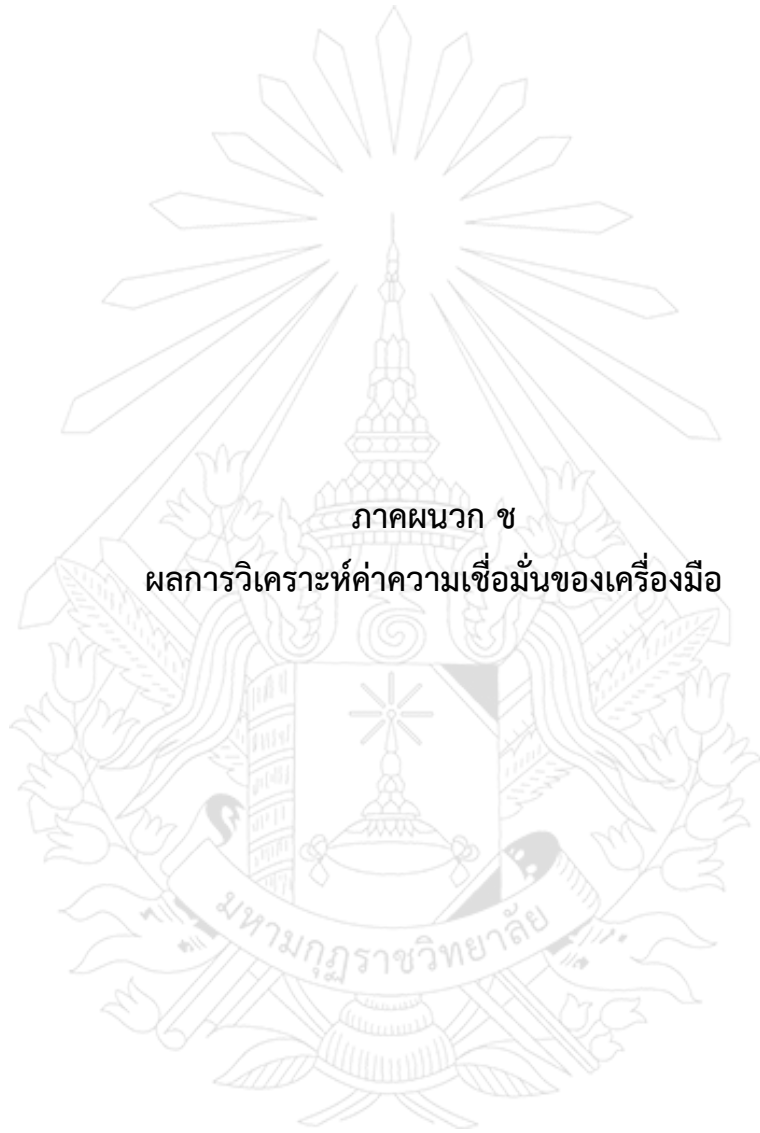 ภาคผนวก ช
ผลการวิเคราะห์ค่าความเชื่อมั่นของเครื่องมือ
มหามกุฏราชวิทยาลัย